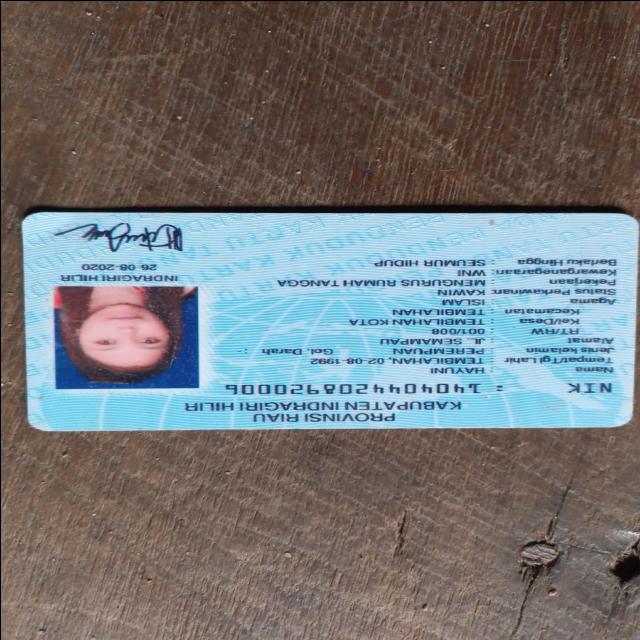 PROVINSI RIAU
KABUPATEN INDRAGIRI HILIR
NIK : 1404044208920006
Nama : HAYUNI
Tempat/Tgl Lahir : TEMBILAHAN, 02-08-1992
Jenis kelamin : PEREMPUAN Gol. Darah :
Alamat : JL. SEMAMPAU
RT/RW : 001/010
Kel/Desa : TEMBILAHAN KOTA
Kecamatan : TEMBILAHAN
Agama : ISLAM
Status Perkawinan: KAWIN
Pekerjaan : MENGURUS RUMAH TANGGA
Kewarganegaraan: WNI
Berlaku Hingga : SEUMUR HIDUP
INDRAGIRI HILIR
26-08-2020